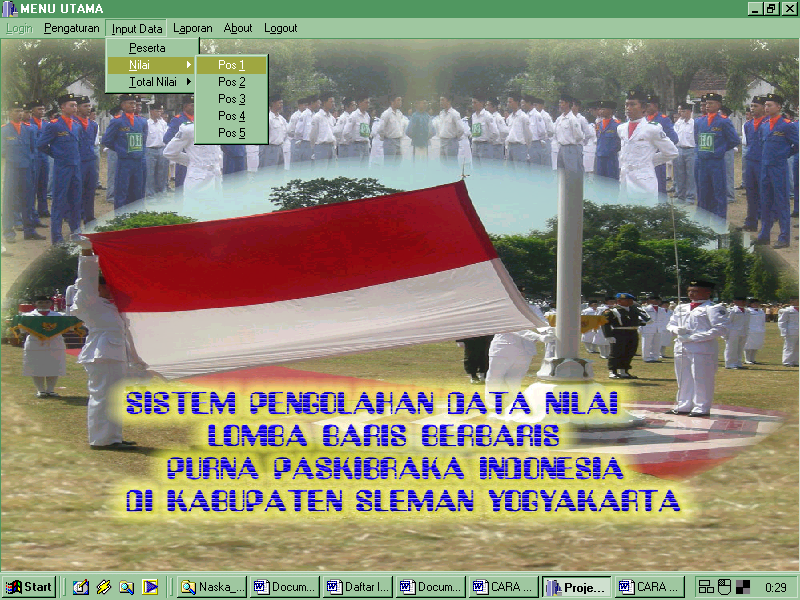 MENU UTAMA
Login Pengaturan Input Data Laporan About Logout
Peserta
Nilai
Total Nilai
Pos 1
Pos 2
Pos 3
Pos 4
Pos 5
HO
SISTEM PENGOLAHAN DATA NILAI
LOMBA BARIS BERBARIS
PURNA PASKIBRAKA INDONESIA
DI KABUPATEN SLEMAN YOGYAKARTA
Start Naska_... Docum... Daftar I... Docum... CARA ... Proje... CARA ... 0:29